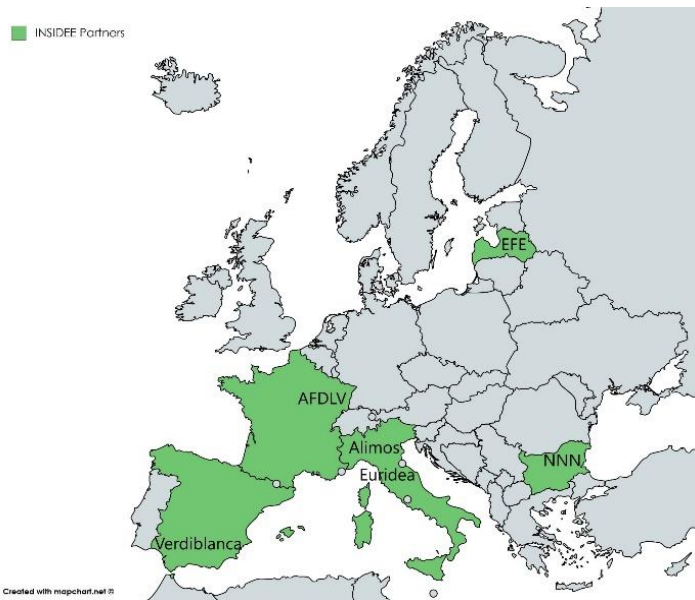 INSIDEE Partners
EFE
AFDLV
Alimos
Euridea
NNN
Verdiblanca
Created with mapchart.net ©